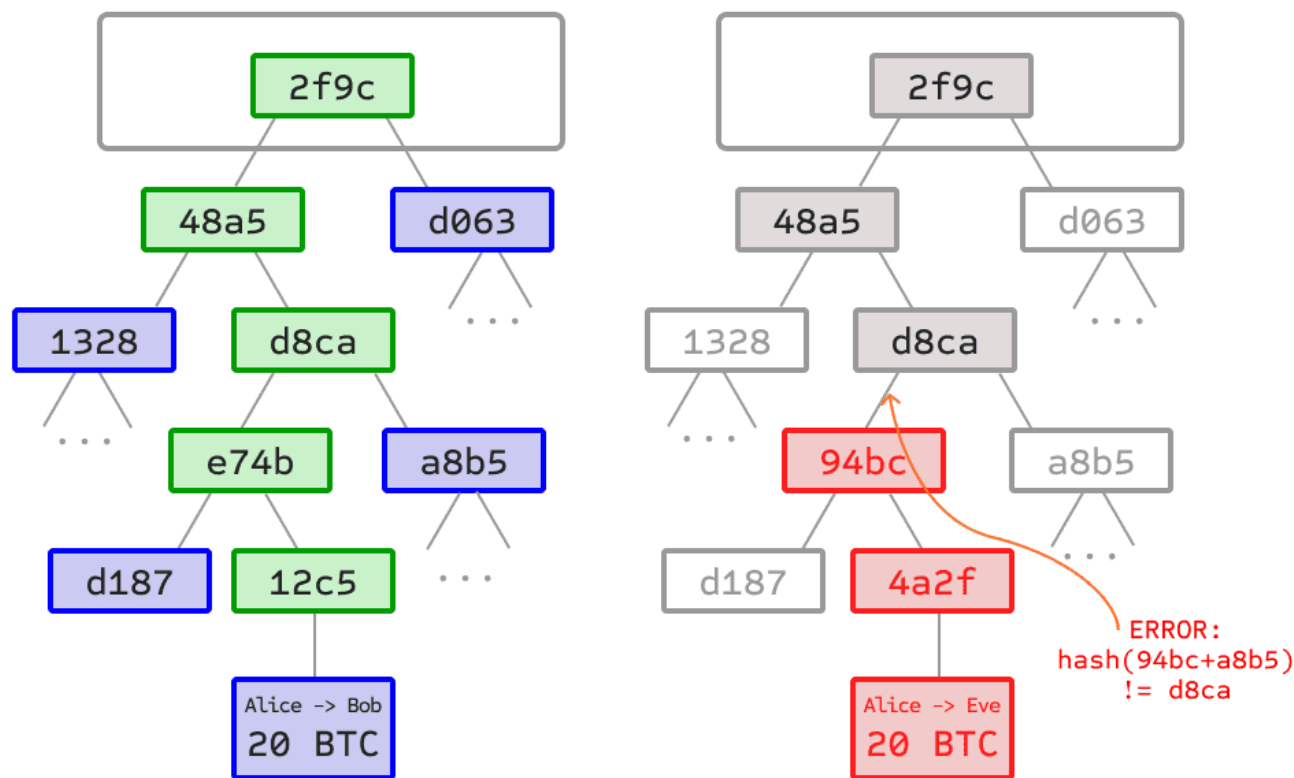 2f9c
48a5
d063
1328
d8ca
...
...
e74b
a8b5
d187
12c5
...
Alice -> Bob
20 BTC
2f9c
48a5
d063
1328
d8ca
...
...
94bc
a8b5
d187
4a2f
...
Alice -> Eve
20 BTC
ERROR:
hash(94bc+a8b5)
!= d8ca